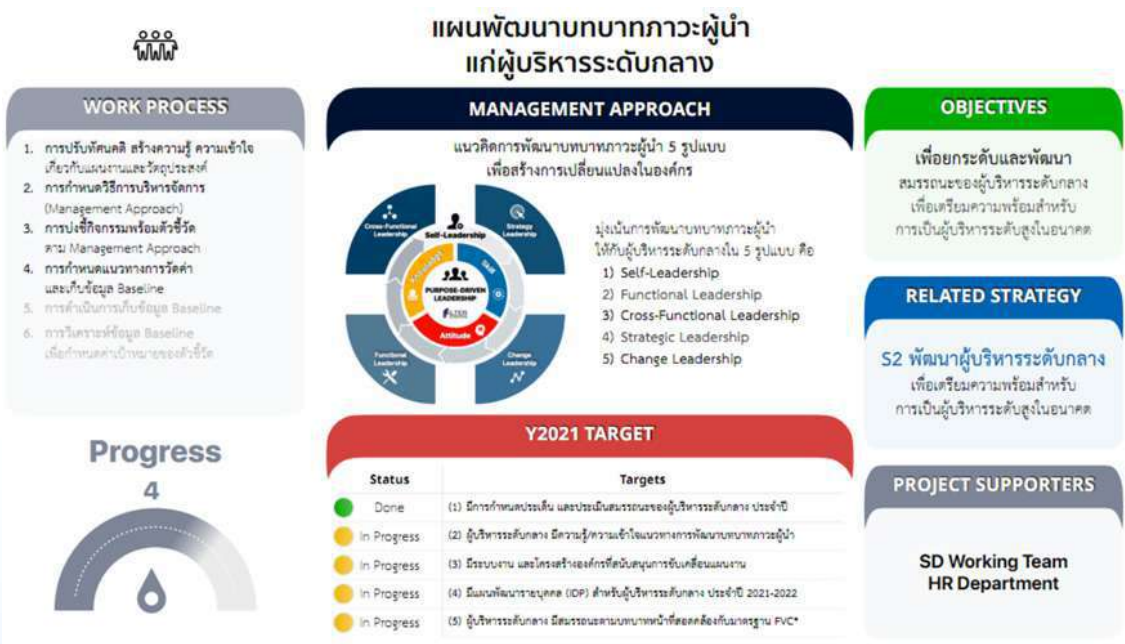 แผนพัฒนาบทบาทภาวะผู้นำ
แก่ผู้บริหารระดับกลาง
WORK PROCESS
1. การปรับทัศนคติ สร้างความรู้ ความเข้าใจ
เกี่ยวกับแผนงานและวัตถุประสงค์
2. การกำหนดวิธีการบริหารจัดการ
(Management Approach)
3. การบ่งชี้กิจกรรมพร้อมตัวชี้วัด
ตาม Management Approach
4. การกำหนดแนวทางการวัดค่า
และเก็บข้อมูล Baseline
5. การดำเนินการเก็บข้อมูล Baseline
6. การวิเคราะห์ข้อมูล Baseline
เพื่อกำหนดค่าเป้าหมายของตัวชี้วัด
Progress
4
MANAGEMENT APPROACH
แนวคิดการพัฒนาบทบาทภาวะผู้นำ 5 รูปแบบ
เพื่อสร้างการเปลี่ยนแปลงในองค์กร
Cross-Functional
Leadership
Self-Leadership
Strategy
Leadership
Knowledge
Skill
PURPOSE-DRIVEN
LEADERSHIP
Attitude
Functional
Leadership
Change
Leadership
มุ่งเน้นการพัฒนาบทบาทภาวะผู้นำ
ให้กับผู้บริหารระดับกลางใน 5 รูปแบบ คือ
1) Self-Leadership
2) Functional Leadership
3) Cross-Functional Leadership
4) Strategic Leadership
5) Change Leadership
Y2021 TARGET
Status Targets
Done (1) มีการกำหนดประเด็น และประเมินสมรรถนะของผู้บริหารระดับกลาง ประจำปี
In Progress (2) ผู้บริหารระดับกลาง มีความรู้/ความเข้าใจแนวทางการพัฒนาบทบาทภาวะผู้นำ
In Progress (3) มีระบบงาน และโครงสร้างองค์กรที่สนับสนุนการขับเคลื่อนแผนงาน
In Progress (4) มีแผนพัฒนารายบุคคล (IDP) สำหรับผู้บริหารระดับกลาง ประจำปี 2021-2022
In Progress (5) ผู้บริหารระดับกลาง มีสมรรถนะตามบทบาทหน้าที่สอดคล้องกับมาตรฐาน FVC*
OBJECTIVES
เพื่อยกระดับและพัฒนา
สมรรถนะของผู้บริหารระดับกลาง
เพื่อเตรียมความพร้อมสำหรับ
การเป็นผู้บริหารระดับสูงในอนาคต
RELATED STRATEGY
S2 พัฒนาผู้บริหารระดับกลาง
เพื่อเตรียมความพร้อมสำหรับ
การเป็นผู้บริหารระดับสูงในอนาคต
PROJECT SUPPORTERS
SD Working Team
HR Department